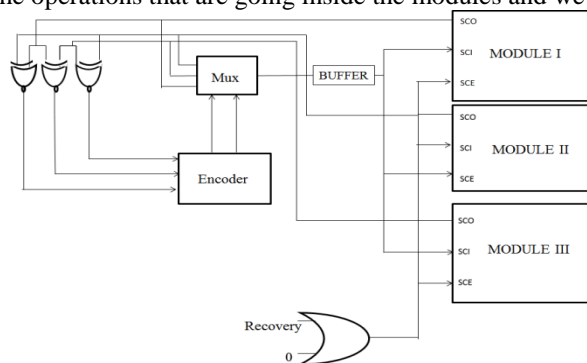 he operations that are going inside the modules and we
SCO
MODULE I
SCI
SCE
Mux
BUFFER
SCO
MODULE II
SCI
SCE
Encoder
SCO
MODULE III
SCI
SCE
Recovery
0